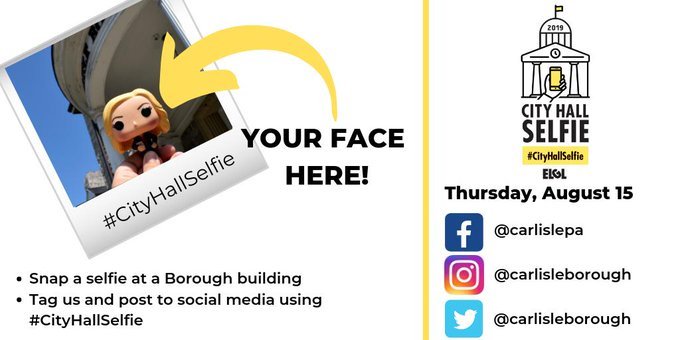 #CityHallSelfie
YOUR FACE
HERE!
• Snap a selfie at a Borough building
• Tag us and post to social media using
#CityHallSelfie
2019
CITY HALL
SELFIE
#CityHallSelfie
ELGL
Thursday, August 15
@carlislepa
@carlisleborough
@carlisleborough